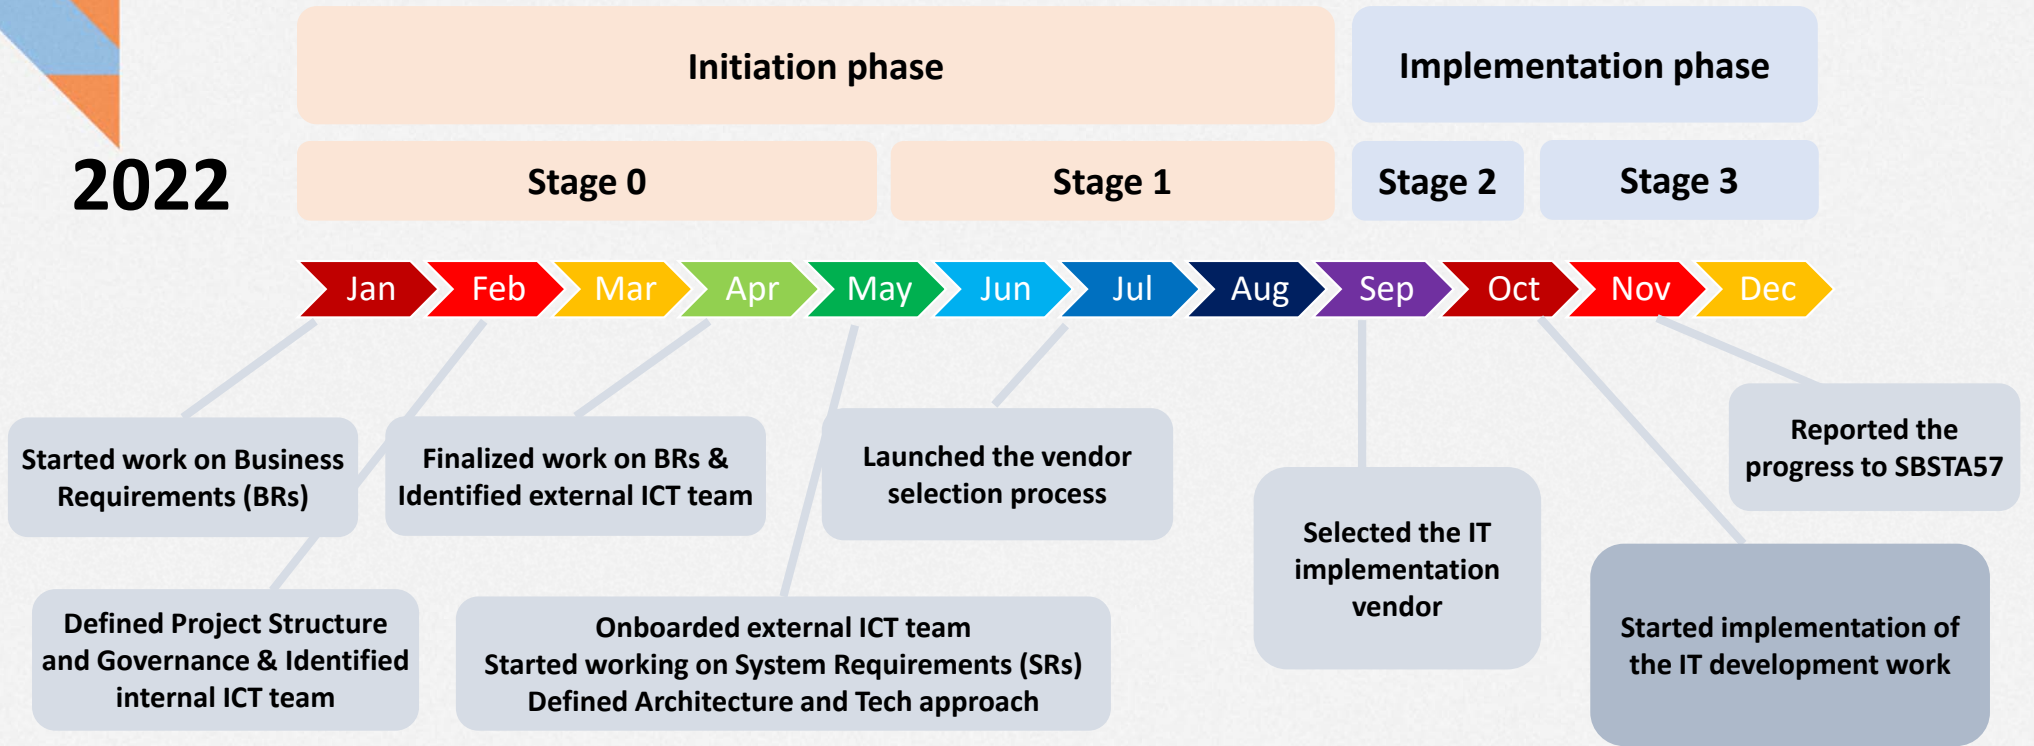 Initiation phase
Implementation phase
2022
Stage 0
Stage 1
Stage 2
Stage 3
Jan
Feb
Mar
Apr
May
Jun
Jul
Aug
Sep
Oct
Nov
Dec
Started work on Business
Requirements (BRs)
Finalized work on BRs &
Identified external ICT team
Launched the vendor
selection process
Selected the IT
implementation
vendor
Reported the
progress to SBSTA57
Defined Project Structure
and Governance & Identified
internal ICT team
Onboarded external ICT team
Started working on System Requirements (SRs)
Defined Architecture and Tech approach
Started implementation of
the IT development work